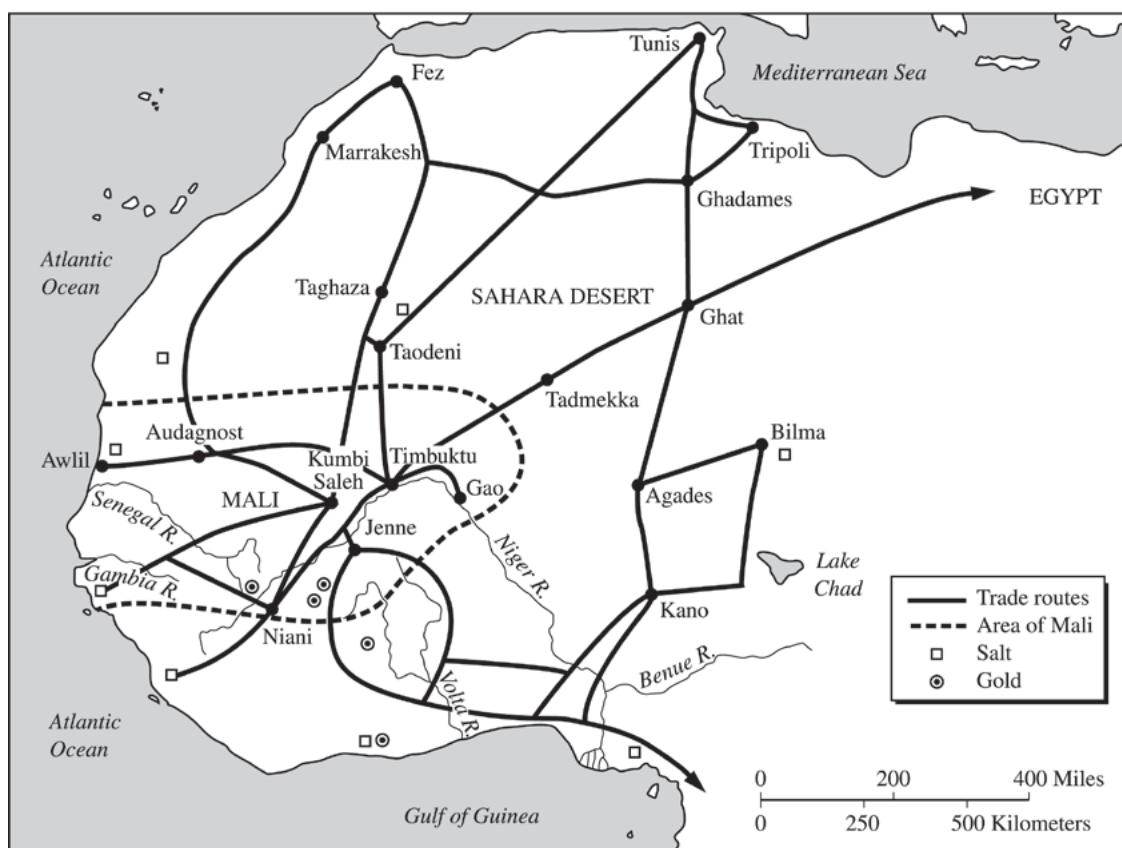 Tunis
Mediterranean Sea
Fez
Marrakesh
Tripoli
Ghadames
EGYPT
Atlantic
Ocean
Taghaza
SAHARA DESERT
Ghat
Taodeni
Tadmekka
Audagnost
Bilma
Awlil
Kumbi
Saleh
Timbuktu
MALI
Gao
Agades
Senegal R.
Jenne
Niger R.
Lake
Chad
Gambia R.
Kano
Niani
Benue R.
Volta R.
Trade routes
Area of Mali
Salt
Gold
Atlantic
Ocean
Gulf of Guinea
0 200 400 Miles
0 250 500 Kilometers